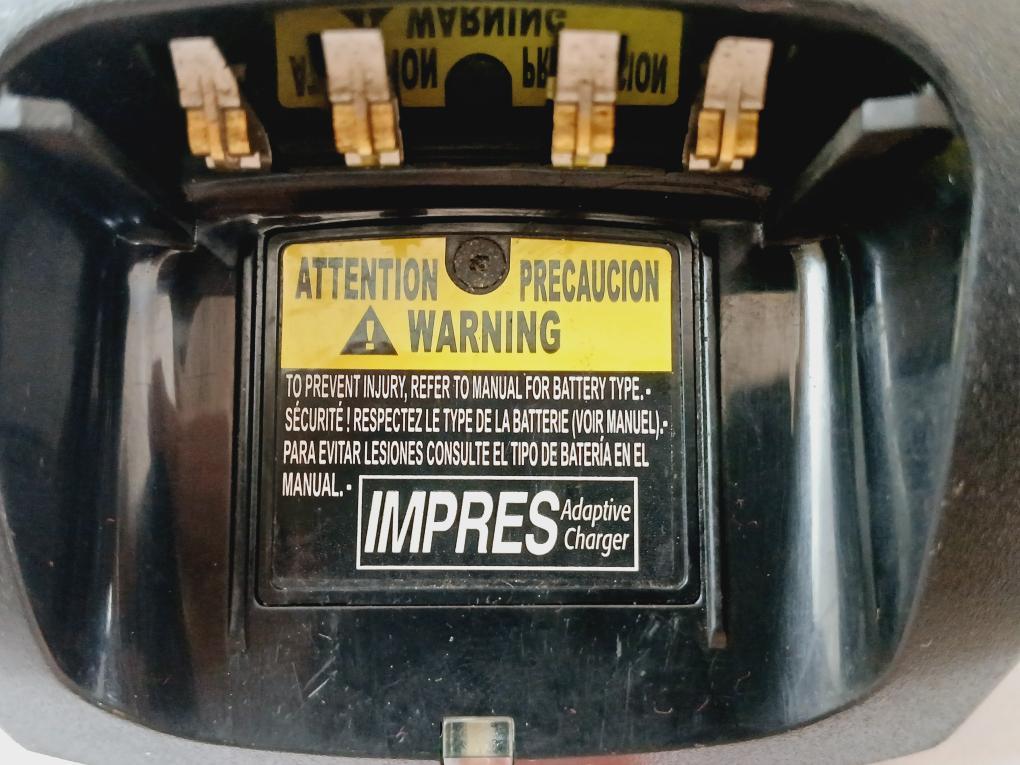 ATTENTION PRECAUCION
WARNING
TO PREVENT INJURY, REFER TO MANUAL FOR BATTERY TYPE.-
SÉCURITÉ ! RESPECTEZ LE TYPE DE LA BATTERIE (VOIR MANUEL).-
PARA EVITAR LESIONES CONSULTE EL TIPO DE BATERÍA EN EL
MANUAL.-
IMPRES Adaptive
Charger